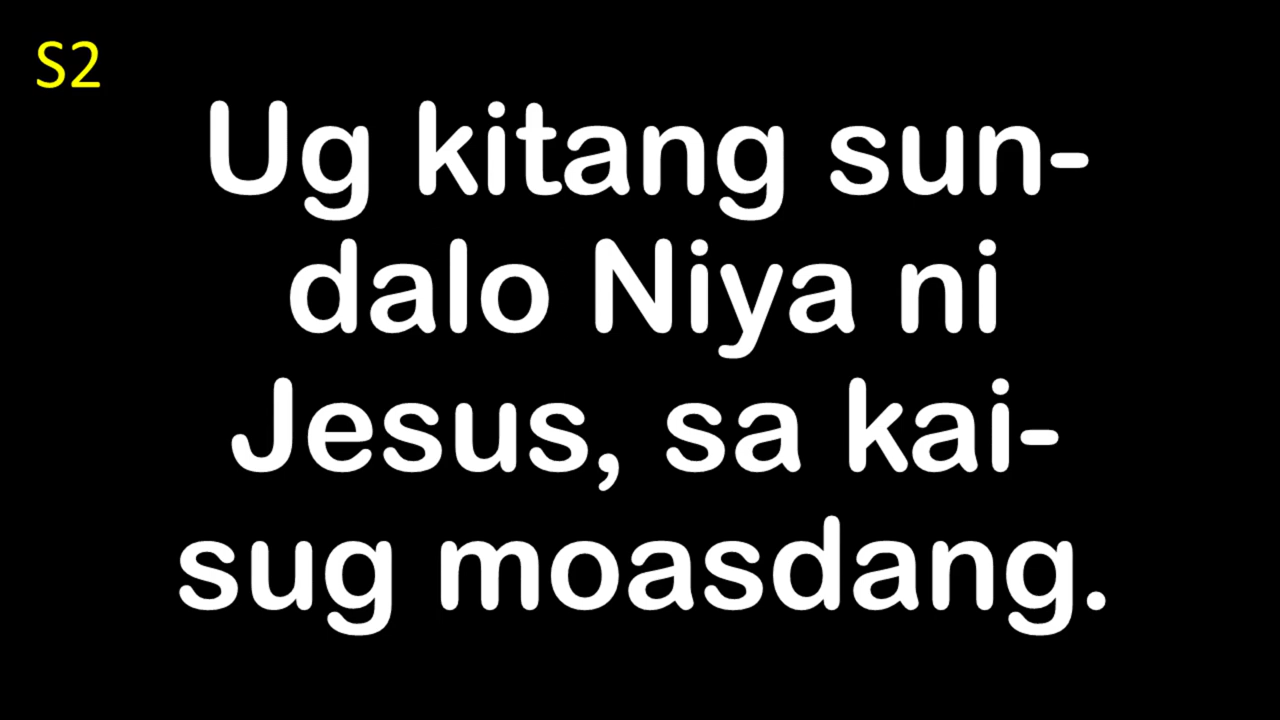 S2
Ug kitang sun-
dalo Niya ni
Jesus, sa kai-
sug moasdang.